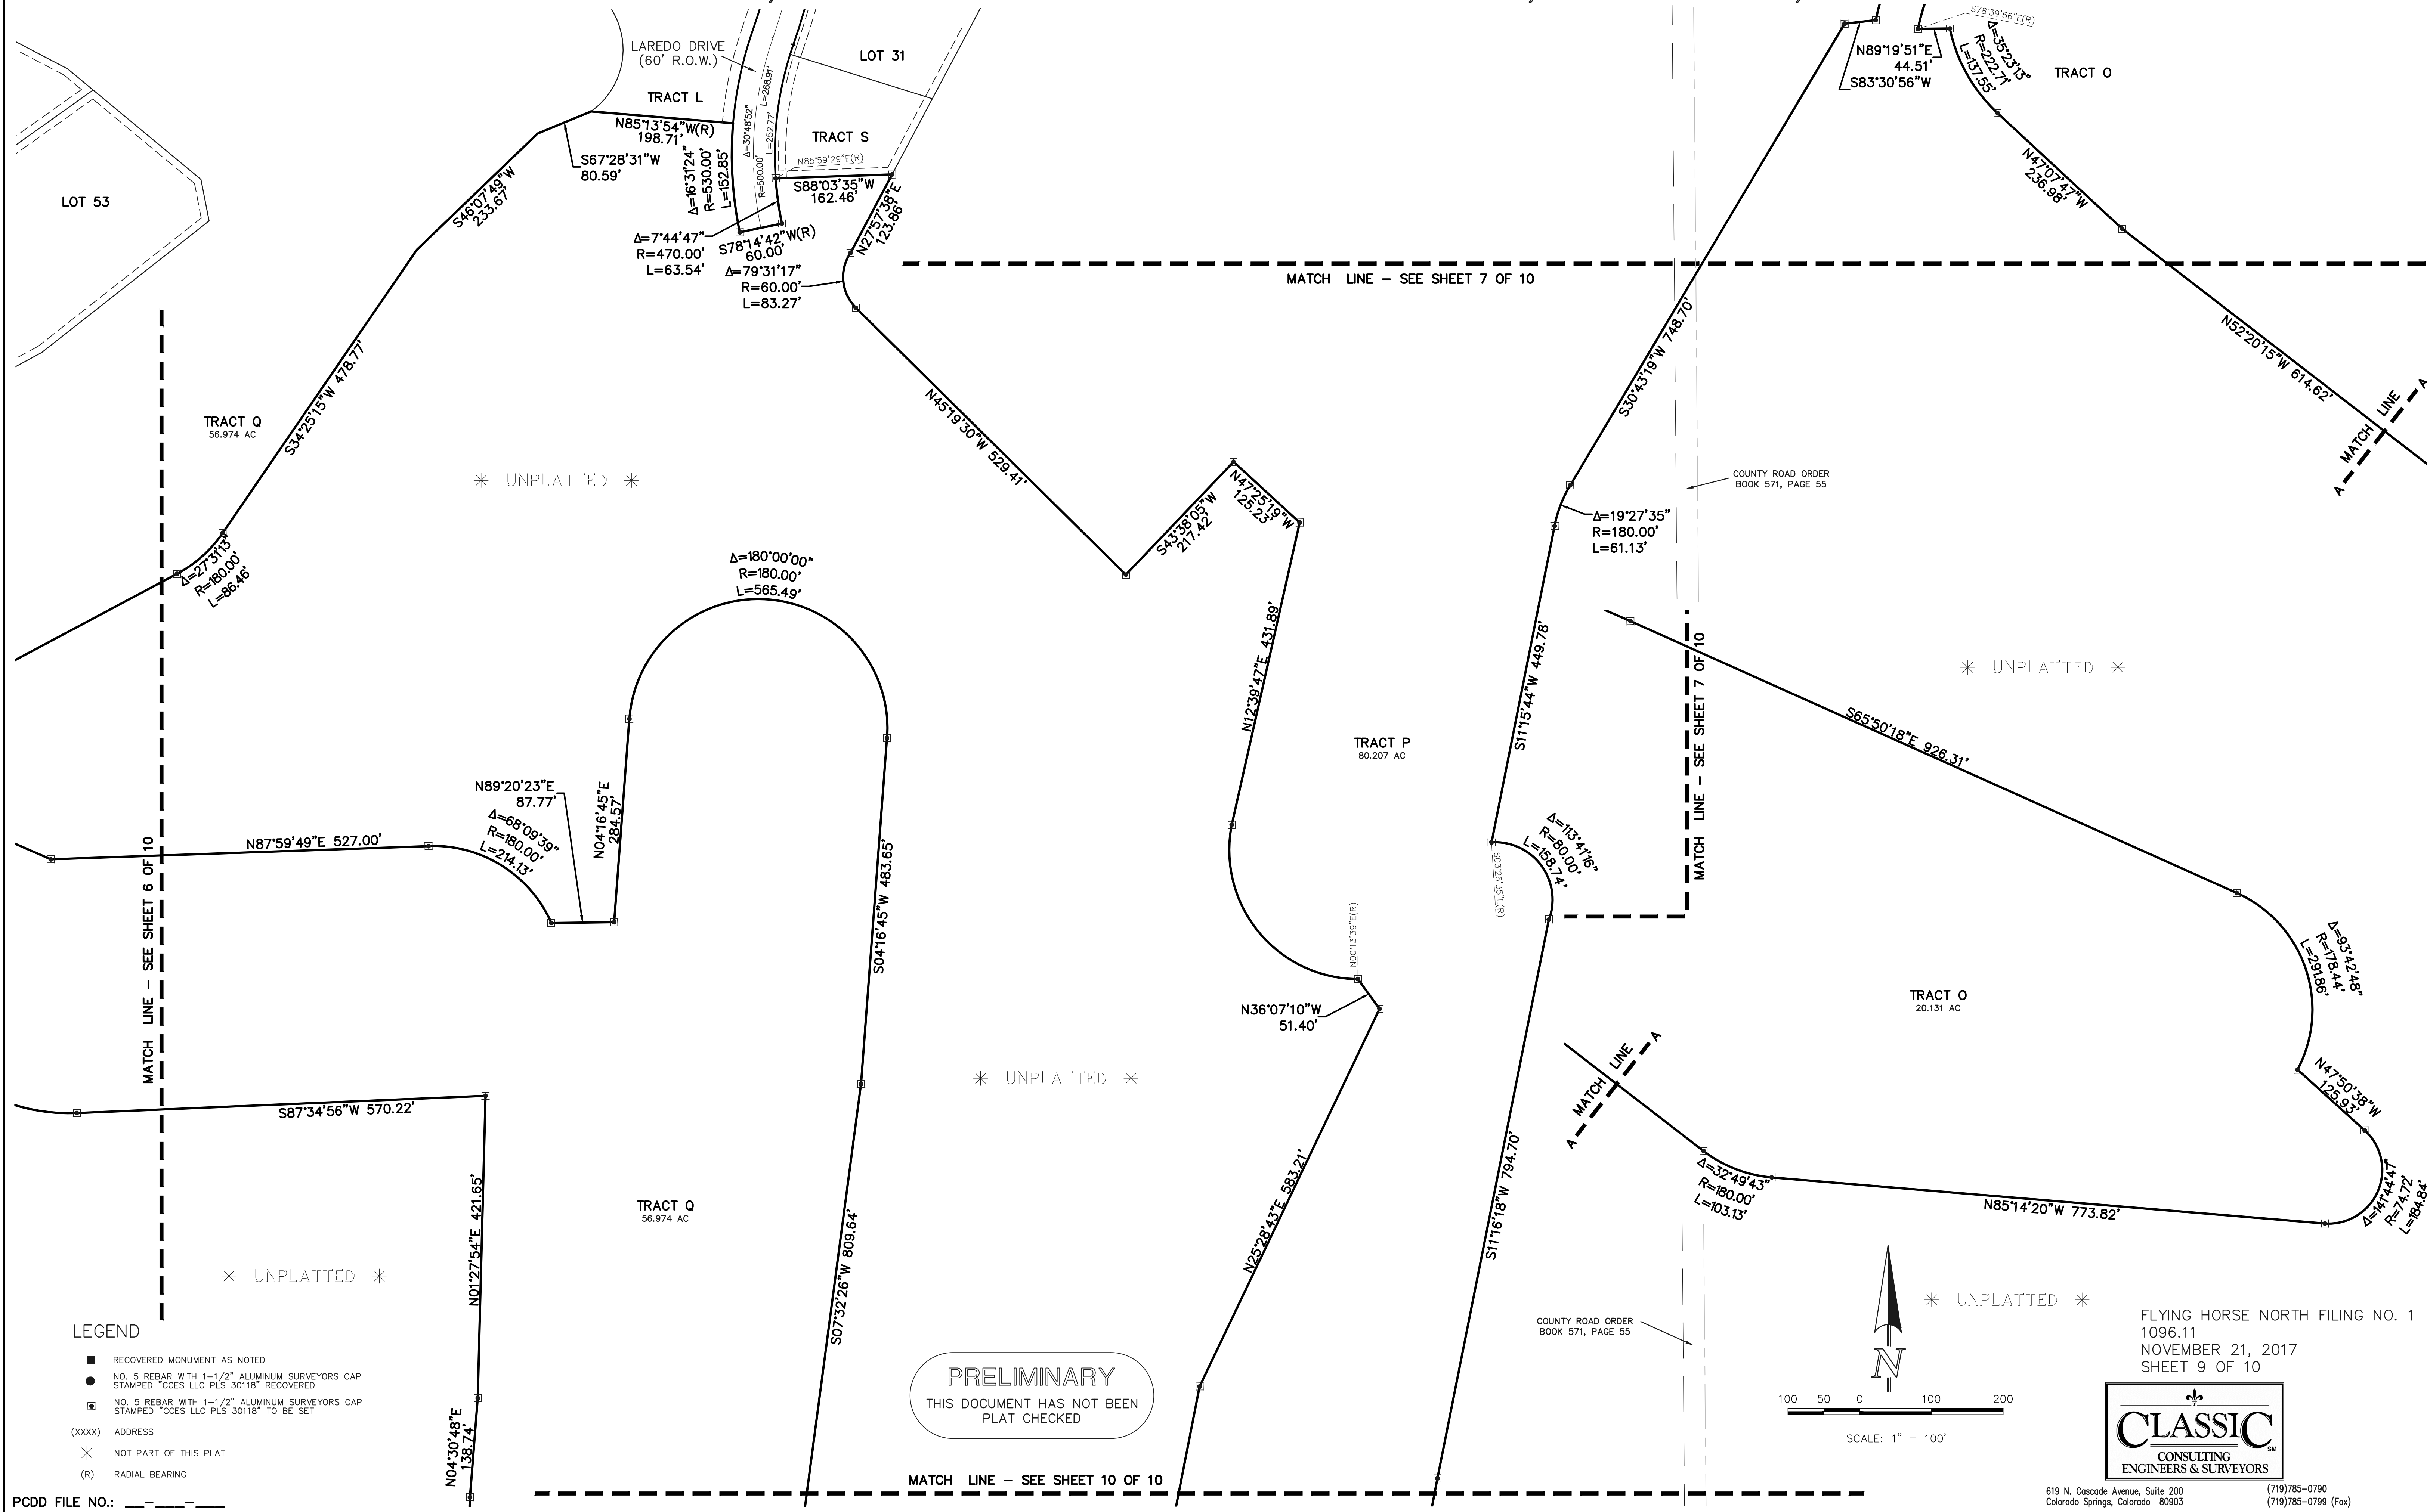 LAREDO DRIVE
(60' R.O.W.)
LOT 31
TRACT L
N85°13'54"W(R)
198.71'
Δ=30°48'52"
L=268.91'
L=252.77'
R=500.00'
TRACT S
N85°59'29"E(R)
S88°03'35"W
162.46'
S67°28'31"W
80.59'
Δ=16°31'24"
R=530.00'
L=152.85'
N27°57'38"E
123.86'
S46°07'49"W
233.67'
LOT 53
Δ=7°44'47"
R=470.00'
L=63.54'
S78°14'42"W(R)
60.00'
Δ=79°31'17"
R=60.00'
L=83.27'
S78°39'56"E(R)
N89°19'51"E
44.51'
S83°30'56"W
Δ=35°23'13"
R=222.71'
L=137.55'
TRACT O
N47°07'47"W
236.98'
MATCH LINE – SEE SHEET 7 OF 10
S30°43'19"W 748.70'
N52°20'15"W 614.62'
A MATCH LINE A
S34°25'15"W 478.77'
TRACT Q
56.974 AC
✳ UNPLATTED ✳
N45°19'30"W 529.41'
S43°38'05"W
217.42'
N47°25'19"W
125.23'
COUNTY ROAD ORDER
BOOK 571, PAGE 55
Δ=19°27'35"
R=180.00'
L=61.13'
Δ=27°31'13"
R=180.00'
L=86.46'
Δ=180°00'00"
R=180.00'
L=565.49'
N12°39'47"E 431.89'
S11°15'44"W 449.78'
MATCH LINE – SEE SHEET 7 OF 10
✳ UNPLATTED ✳
S65°50'18"E 926.31'
TRACT P
80.207 AC
N89°20'23"E
87.77'
Δ=68°09'39"
R=180.00'
L=214.13'
N04°16'45"E
284.57'
N87°59'49"E 527.00'
MATCH LINE – SEE SHEET 6 OF 10
S04°16'45"W 483.65'
Δ=113°41'16"
R=80.00'
L=158.74'
S03°26'35"E(R)
N00°13'39"E(R)
N36°07'10"W
51.40'
Δ=93°42'48"
R=178.44'
L=291.86'
TRACT O
20.131 AC
A MATCH LINE A
N47°50'38"W
125.93'
✳ UNPLATTED ✳
S87°34'56"W 570.22'
Δ=32°49'43"
R=180.00'
L=103.13'
N85°14'20"W 773.82'
Δ=141°44'47"
R=74.72'
L=184.84'
N01°27'54"E 421.65'
TRACT Q
56.974 AC
S07°32'26"W 809.64'
N25°28'43"E 583.21'
S11°16'18"W 794.70'
✳ UNPLATTED ✳
COUNTY ROAD ORDER
BOOK 571, PAGE 55
✳ UNPLATTED ✳
N04°30'48"E
138.74'
LEGEND
RECOVERED MONUMENT AS NOTED
NO. 5 REBAR WITH 1-1/2" ALUMINUM SURVEYORS CAP
STAMPED "CCES LLC PLS 30118" RECOVERED
NO. 5 REBAR WITH 1-1/2" ALUMINUM SURVEYORS CAP
STAMPED "CCES LLC PLS 30118" TO BE SET
(XXXX) ADDRESS
✳ NOT PART OF THIS PLAT
(R) RADIAL BEARING
PCDD FILE NO.: __-___-___
PRELIMINARY
THIS DOCUMENT HAS NOT BEEN
PLAT CHECKED
MATCH LINE – SEE SHEET 10 OF 10
N
100 50 0 100 200
SCALE: 1" = 100'
FLYING HORSE NORTH FILING NO. 1
1096.11
NOVEMBER 21, 2017
SHEET 9 OF 10
CLASSIC SM
CONSULTING
ENGINEERS & SURVEYORS
619 N. Cascade Avenue, Suite 200 (719)785-0790
Colorado Springs, Colorado 80903 (719)785-0799 (Fax)